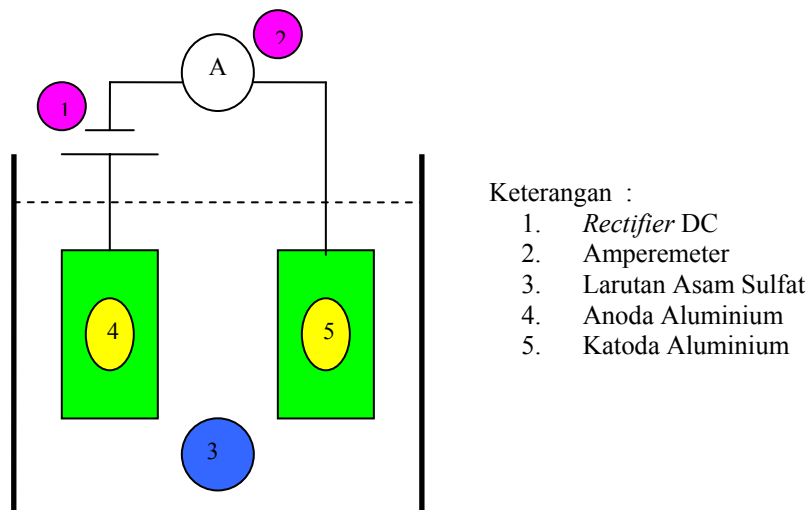 2
A
1
Keterangan :
1. Rectifier DC
2. Amperemeter
3. Larutan Asam Sulfat
4. Anoda Aluminium
5. Katoda Aluminium
4
5
3